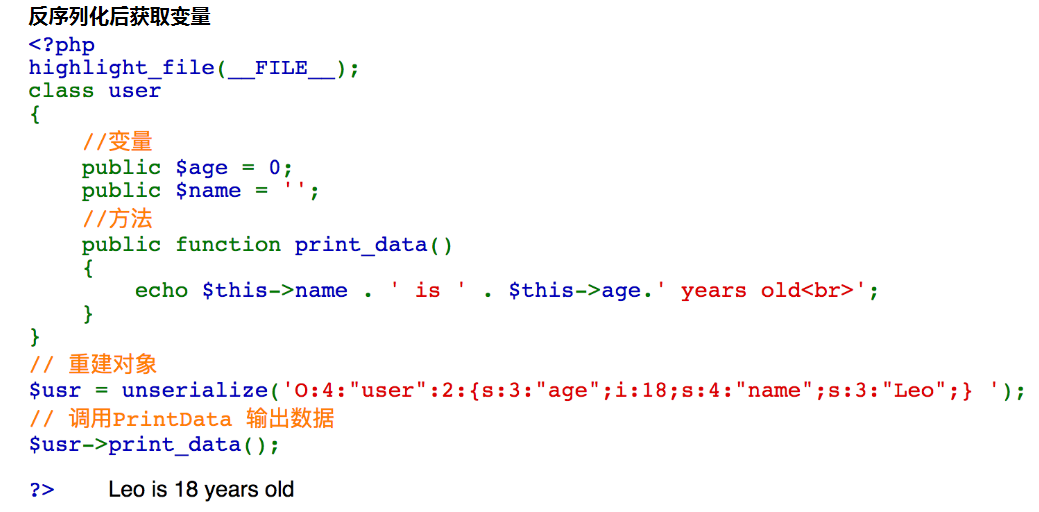 反序列化后获取变量
<?php
highlight_file(__FILE__);
class user
{
    //变量
    public $age = 0;
    public $name = '';
    //方法
    public function print_data()
    {
        echo $this->name . ' is ' . $this->age.' years old<br>';
    }
}
// 重建对象
$usr = unserialize('O:4:"user":2:{s:3:"age";i:18;s:4:"name";s:3:"Leo";} ');
// 调用PrintData 输出数据
$usr->print_data();
?> Leo is 18 years old